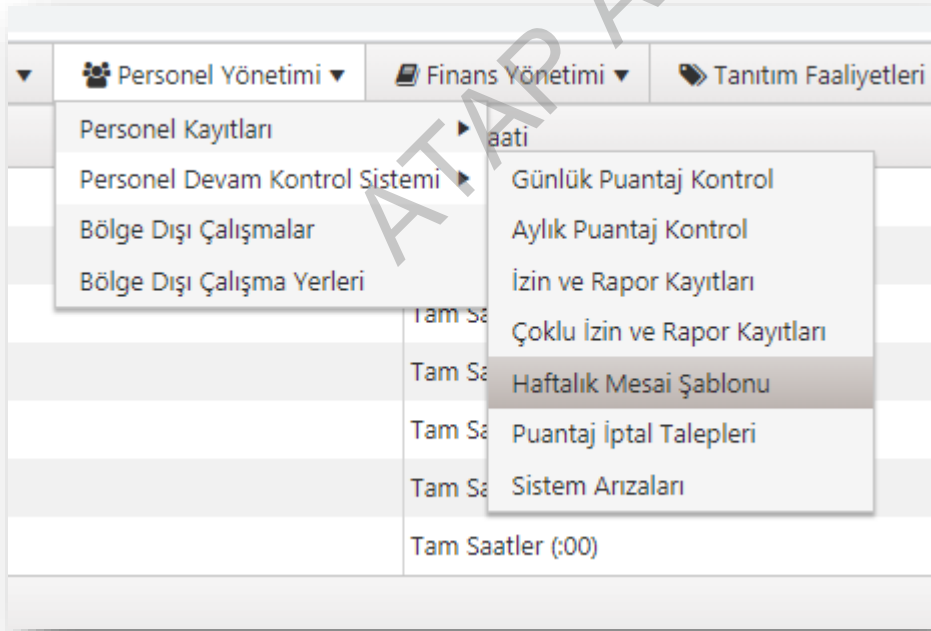 ▼ Personel Yönetimi ▼ Finans Yönetimi ▼ Tanıtım Faaliyetleri
Personel Kayıtları
aati
Personel Devam Kontrol Sistemi
Günlük Puantaj Kontrol
Bölge Dışı Çalışmalar
Aylık Puantaj Kontrol
Bölge Dışı Çalışma Yerleri
İzin ve Rapor Kayıtları
Tam Sa
Çoklu İzin ve Rapor Kayıtları
Tam Sa
Haftalık Mesai Şablonu
Tam Sa
Puantaj İptal Talepleri
Tam Sa
Sistem Arızaları
Tam Saatler (:00)
ATAP A